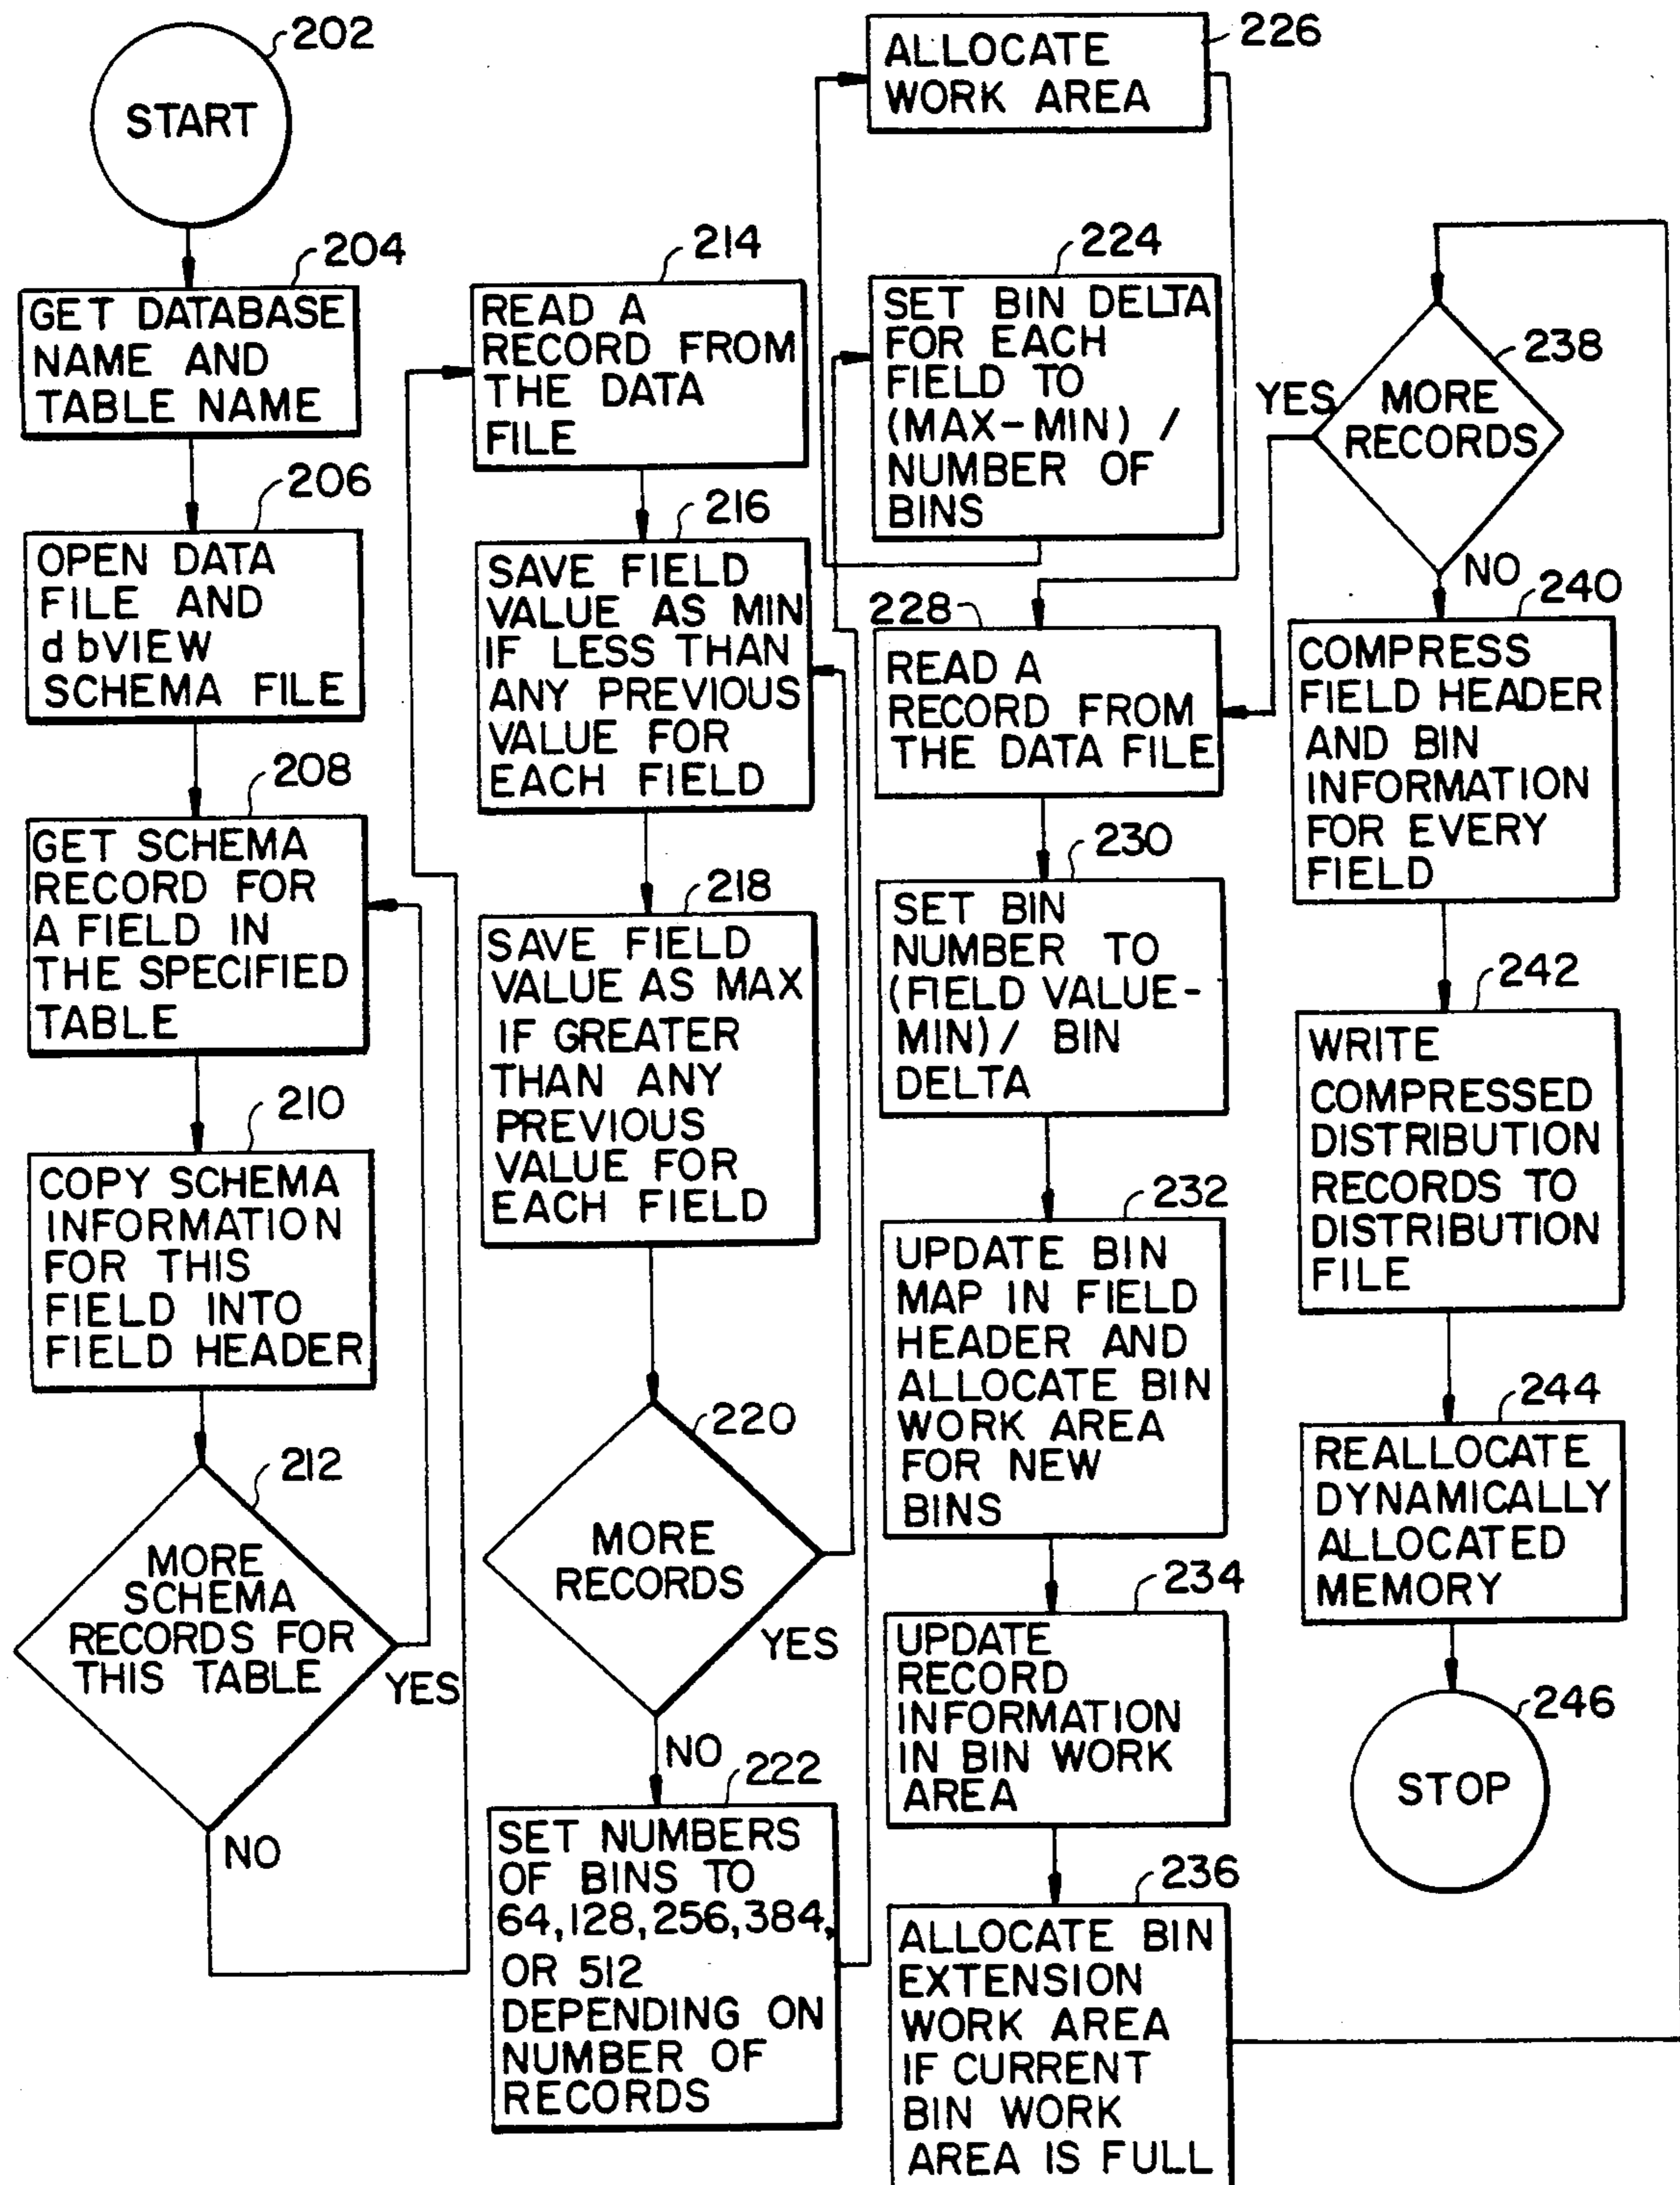 202
START
204
GET DATABASE
NAME AND
TABLE NAME
206
OPEN DATA
FILE AND
dbVIEW
SCHEMA FILE
208
GET SCHEMA
RECORD FOR
A FIELD IN
THE SPECIFIED
TABLE
210
COPY SCHEMA
INFORMATION
FOR THIS
FIELD INTO
FIELD HEADER
212
MORE
SCHEMA
RECORDS FOR
THIS TABLE
YES
NO
214
READ A
RECORD FROM
THE DATA
FILE
216
SAVE FIELD
VALUE AS MIN
IF LESS THAN
ANY PREVIOUS
VALUE FOR
EACH FIELD
218
SAVE FIELD
VALUE AS MAX
IF GREATER
THAN ANY
PREVIOUS
VALUE FOR
EACH FIELD
220
MORE
RECORDS
YES
NO
222
SET NUMBERS
OF BINS TO
64,128,256,384,
OR 512
DEPENDING ON
NUMBER OF
RECORDS
226
ALLOCATE
WORK AREA
224
SET BIN DELTA
FOR EACH
FIELD TO
(MAX-MIN) /
NUMBER OF
BINS
228
READ A
RECORD FROM
THE DATA FILE
230
SET BIN
NUMBER TO
(FIELD VALUE-
MIN)/ BIN
DELTA
232
UPDATE BIN
MAP IN FIELD
HEADER AND
ALLOCATE BIN
WORK AREA
FOR NEW
BINS
234
UPDATE
RECORD
INFORMATION
IN BIN WORK
AREA
236
ALLOCATE BIN
EXTENSION
WORK AREA
IF CURRENT
BIN WORK
AREA IS FULL
238
YES
MORE
RECORDS
NO
240
COMPRESS
FIELD HEADER
AND BIN
INFORMATION
FOR EVERY
FIELD
242
WRITE
COMPRESSED
DISTRIBUTION
RECORDS TO
DISTRIBUTION
FILE
244
REALLOCATE
DYNAMICALLY
ALLOCATED
MEMORY
246
STOP